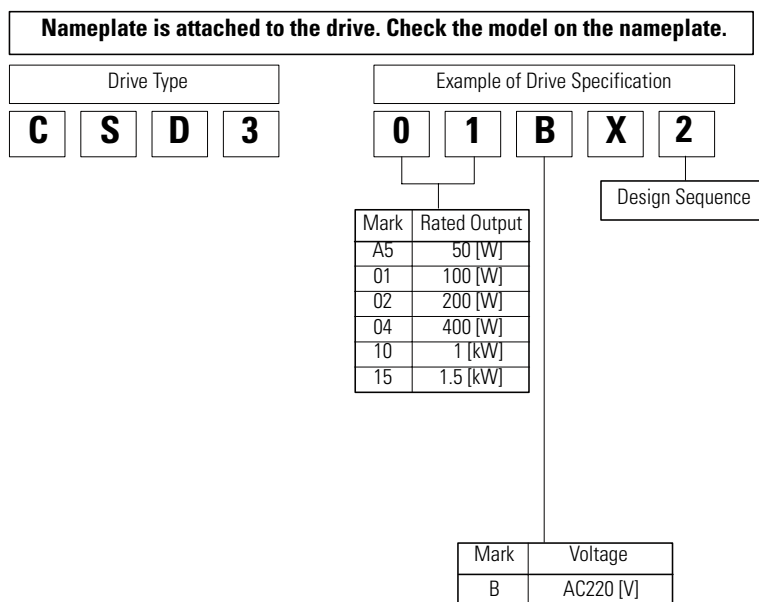 Nameplate is attached to the drive. Check the model on the nameplate.
Drive Type Example of Drive Specification
C S D 3 0 1 B X 2
Design Sequence
Mark Rated Output
A5 50 [W]
01 100 [W]
02 200 [W]
04 400 [W]
10 1 [kW]
15 1.5 [kW]
Mark Voltage
B AC220 [V]